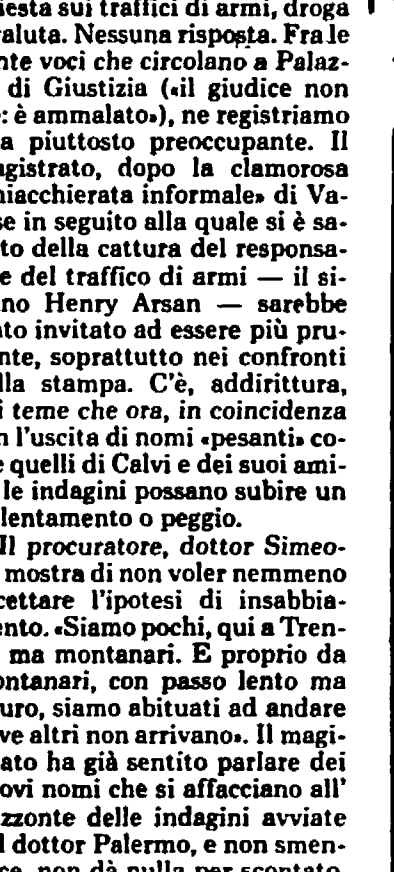 iesta sui traffici di armi, droga
aluta. Nessuna risposta. Fra le
nte voci che circolano a Palaz-
di Giustizia («il giudice non
: è ammalato»), ne registriamo
a piuttosto preoccupante. Il
agistrato, dopo la clamorosa
hiacchierata informale» di Va-
se in seguito alla quale si è sa-
to della cattura del responsa-
e del traffico di armi — il si-
no Henry Arsan — sarebbe
ato invitato ad essere più pru-
nte, soprattutto nei confronti
lla stampa. C'è, addirittura,
i teme che ora, in coincidenza
n l'uscita di nomi «pesanti» co-
e quelli di Calvi e dei suoi ami-
le indagini possano subire un
lentamento o peggio.
Il procuratore, dottor Simeo-
mostra di non voler nemmeno
cettare l'ipotesi di insabbia-
ento. «Siamo pochi, qui a Tren-
ma montanari. E proprio da
ontanari, con passo lento ma
uro, siamo abituati ad andare
ve altri non arrivano». Il magi-
ato ha già sentito parlare dei
ovi nomi che si affacciano all'
zzonte delle indagini avviate
l dottor Palermo, e non smen-
ce, non dà nulla per scontato.